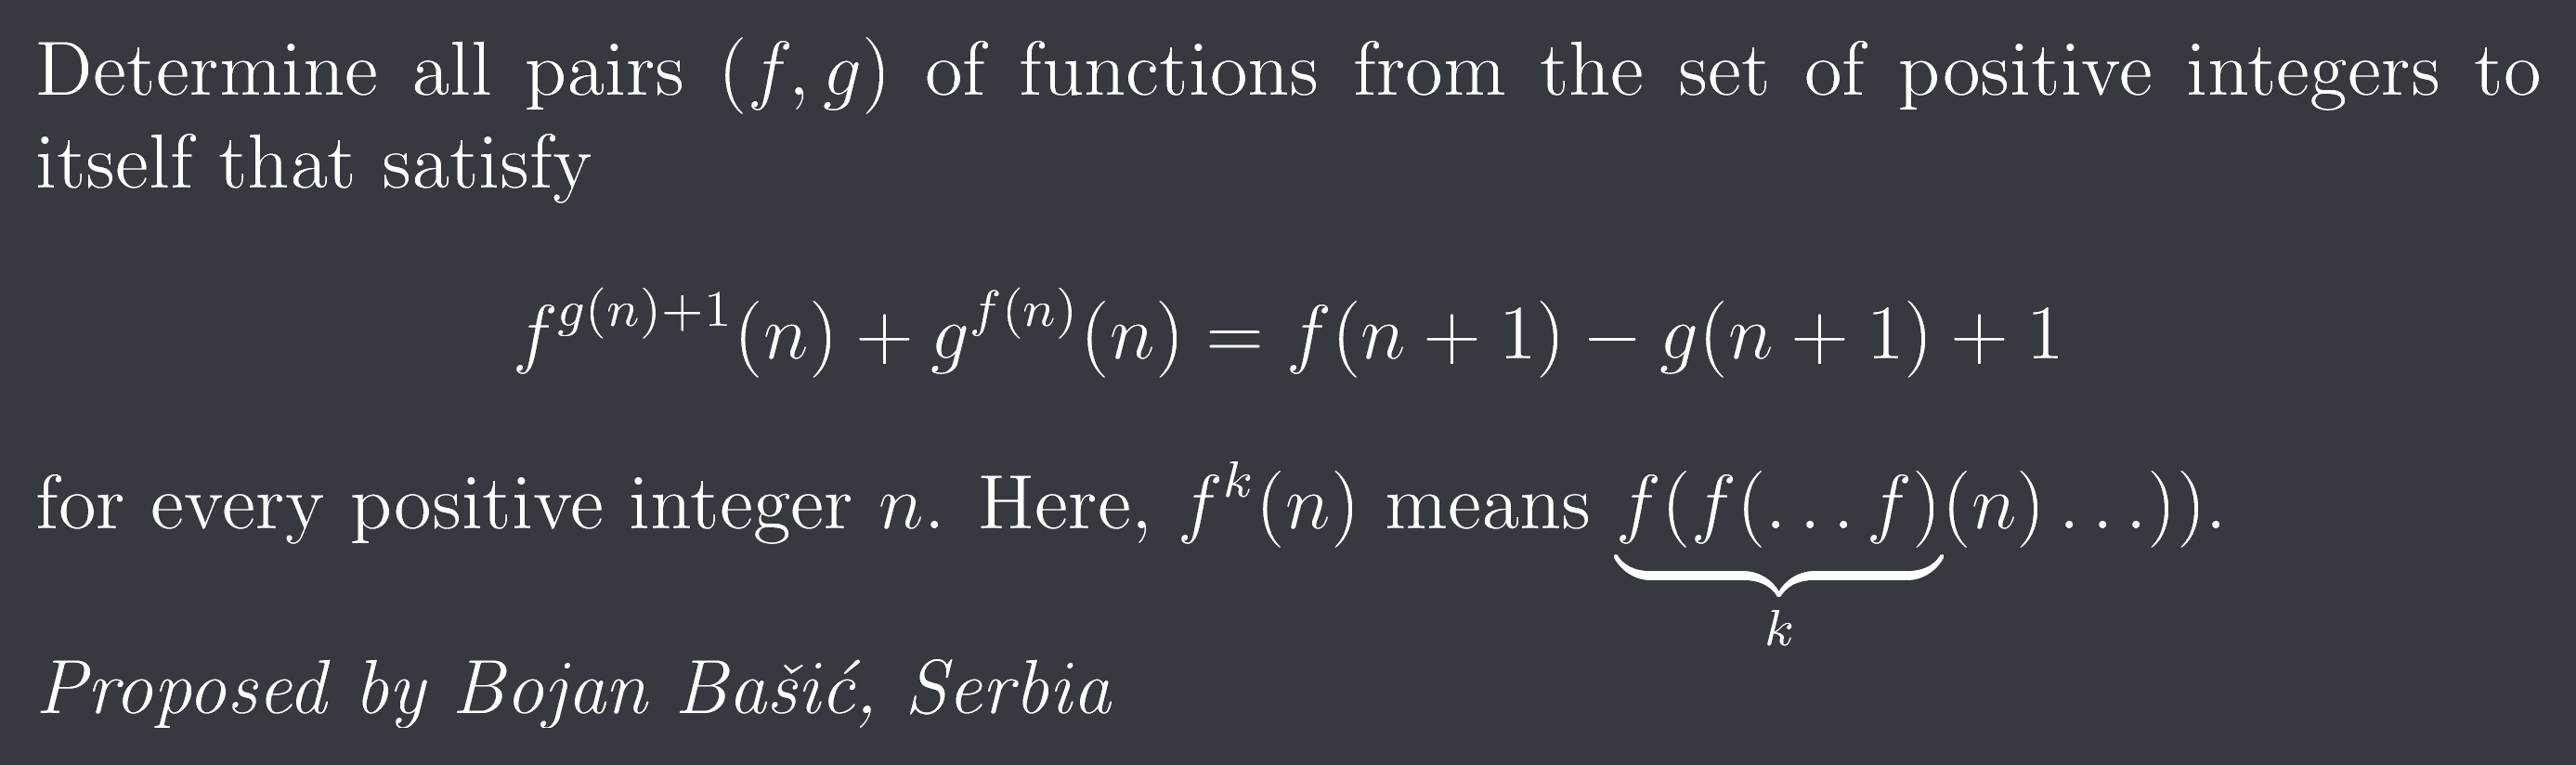 Determine all pairs (f, g) of functions from the set of positive integers to
itself that satisfy
f^{g(n)+1}(n) + g^{f(n)}(n) = f(n + 1) − g(n + 1) + 1
for every positive integer n. Here, f^k(n) means f(f(. . . f)(n) . . .)).
k
Proposed by Bojan Bašić, Serbia